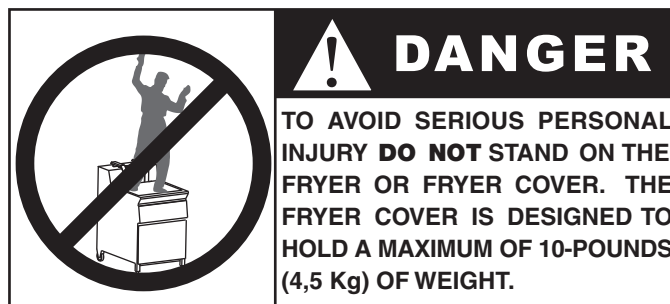 DANGER
TO AVOID SERIOUS PERSONAL
INJURY DO NOT STAND ON THE
FRYER OR FRYER COVER. THE
FRYER COVER IS DESIGNED TO
HOLD A MAXIMUM OF 10-POUNDS
(4,5 Kg) OF WEIGHT.